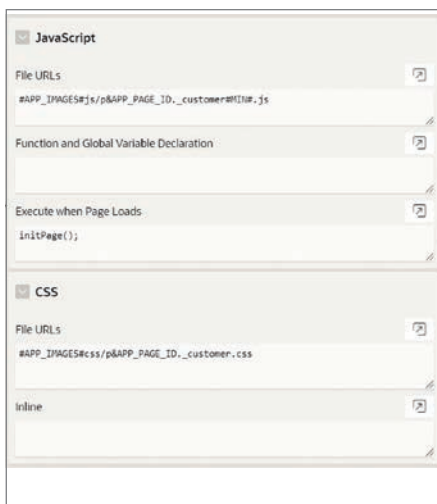 JavaScript
File URLs
#APP_IMAGES#js/p&APP_PAGE_ID._customer#MIN#.js
Function and Global Variable Declaration
Execute when Page Loads
initPage();
CSS
File URLs
#APP_IMAGES#css/p&APP_PAGE_ID._customer.css
Inline